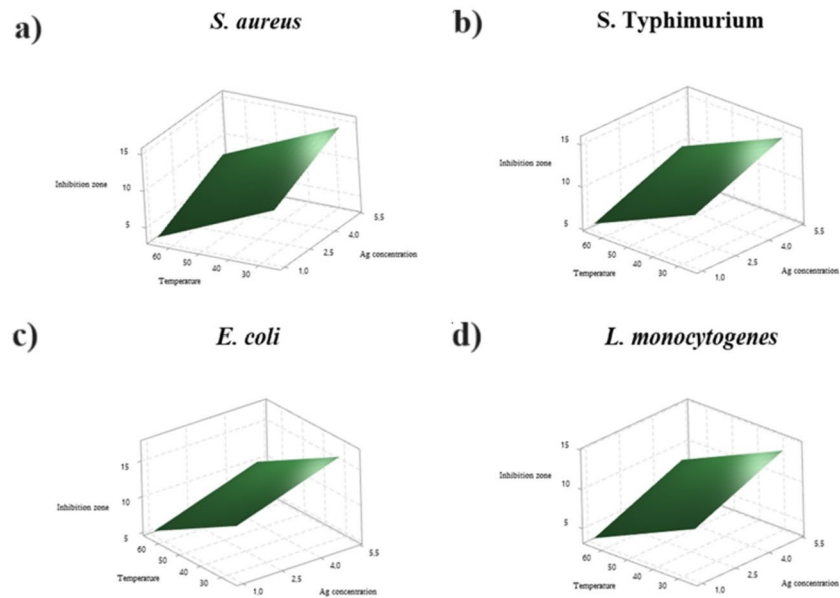 a)
S. aureus
15
10
5
Inhibition zone
60
50
40
30
Temperature
1,0
2,5
4,0
5,5
Ag concentration
b)
S. Typhimurium
15
10
5
Inhibition zone
60
50
40
30
Temperature
1,0
2,5
4,0
5,5
Ag concentration
c)
E. coli
15
10
5
Inhibition zone
60
50
40
30
Temperature
1,0
2,5
4,0
5,5
Ag concentration
d)
L. monocytogenes
15
10
5
Inhibition zone
60
50
40
30
Temperature
1,0
2,5
4,0
5,5
Ag concentration